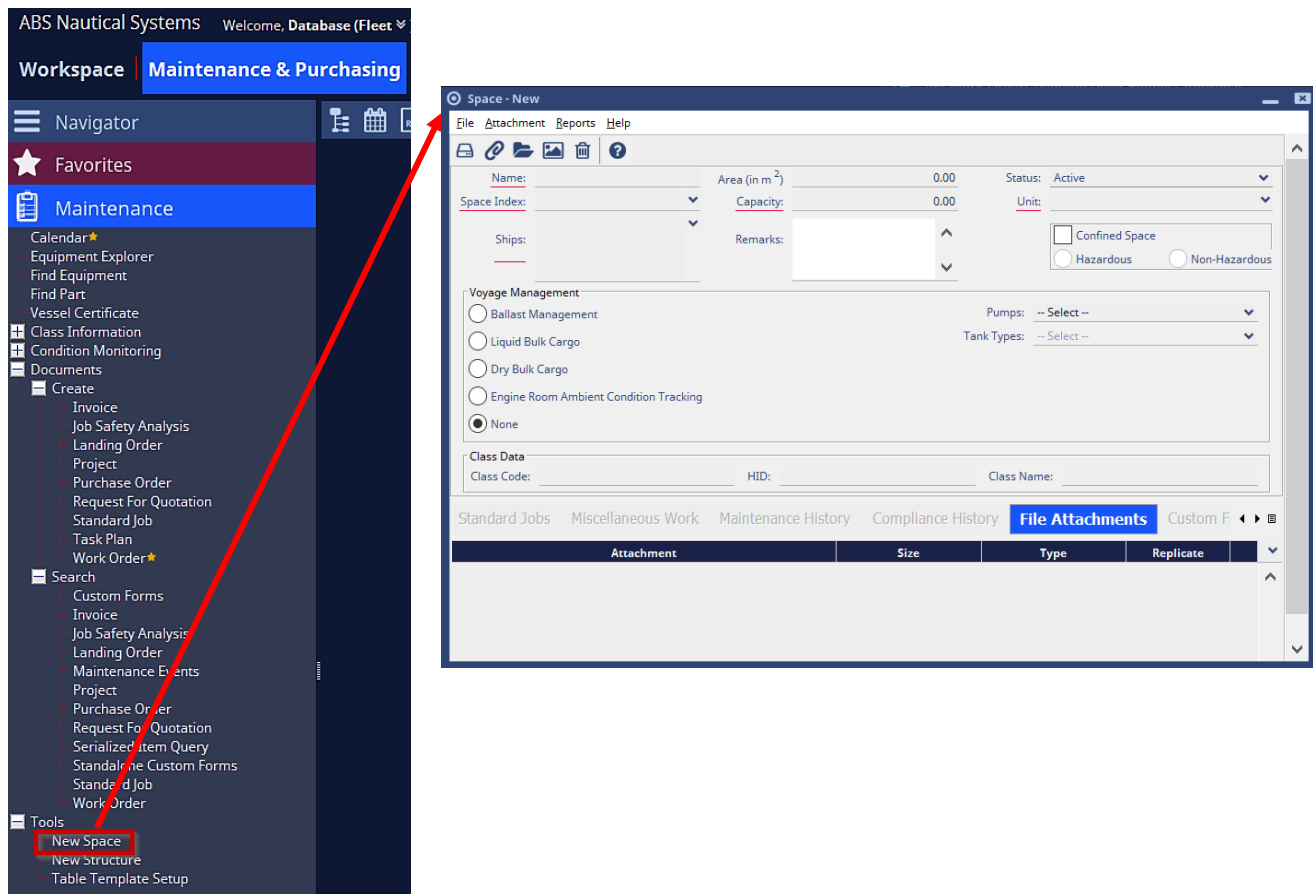 ABS Nautical Systems Welcome, Database (Fleet
Workspace Maintenance & Purchasing
Navigator
Favorites
Maintenance
Calendar
Equipment Explorer
Find Equipment
Find Part
Vessel Certificate
Class Information
Condition Monitoring
Documents
Create
Invoice
Job Safety Analysis
Landing Order
Project
Purchase Order
Request For Quotation
Standard Job
Task Plan
Work Order
Search
Custom Forms
Invoice
Job Safety Analysis
Landing Order
Maintenance Events
Project
Purchase Order
Request For Quotation
Serialized Item Query
Standalone Custom Forms
Standard Job
Work Order
Tools
New Space
New Structure
Table Template Setup
Space - New
File Attachment Reports Help
Name: Area (in m 2) 0.00 Status: Active
Space Index: Capacity: 0.00 Unit:
Ships: Remarks: Confined Space
Hazardous Non-Hazardous
Voyage Management
Ballast Management Pumps: -- Select --
Liquid Bulk Cargo Tank Types: -- Select --
Dry Bulk Cargo
Engine Room Ambient Condition Tracking
None
Class Data
Class Code: HID: Class Name:
Standard Jobs Miscellaneous Work Maintenance History Compliance History File Attachments Custom F
Attachment Size Type Replicate